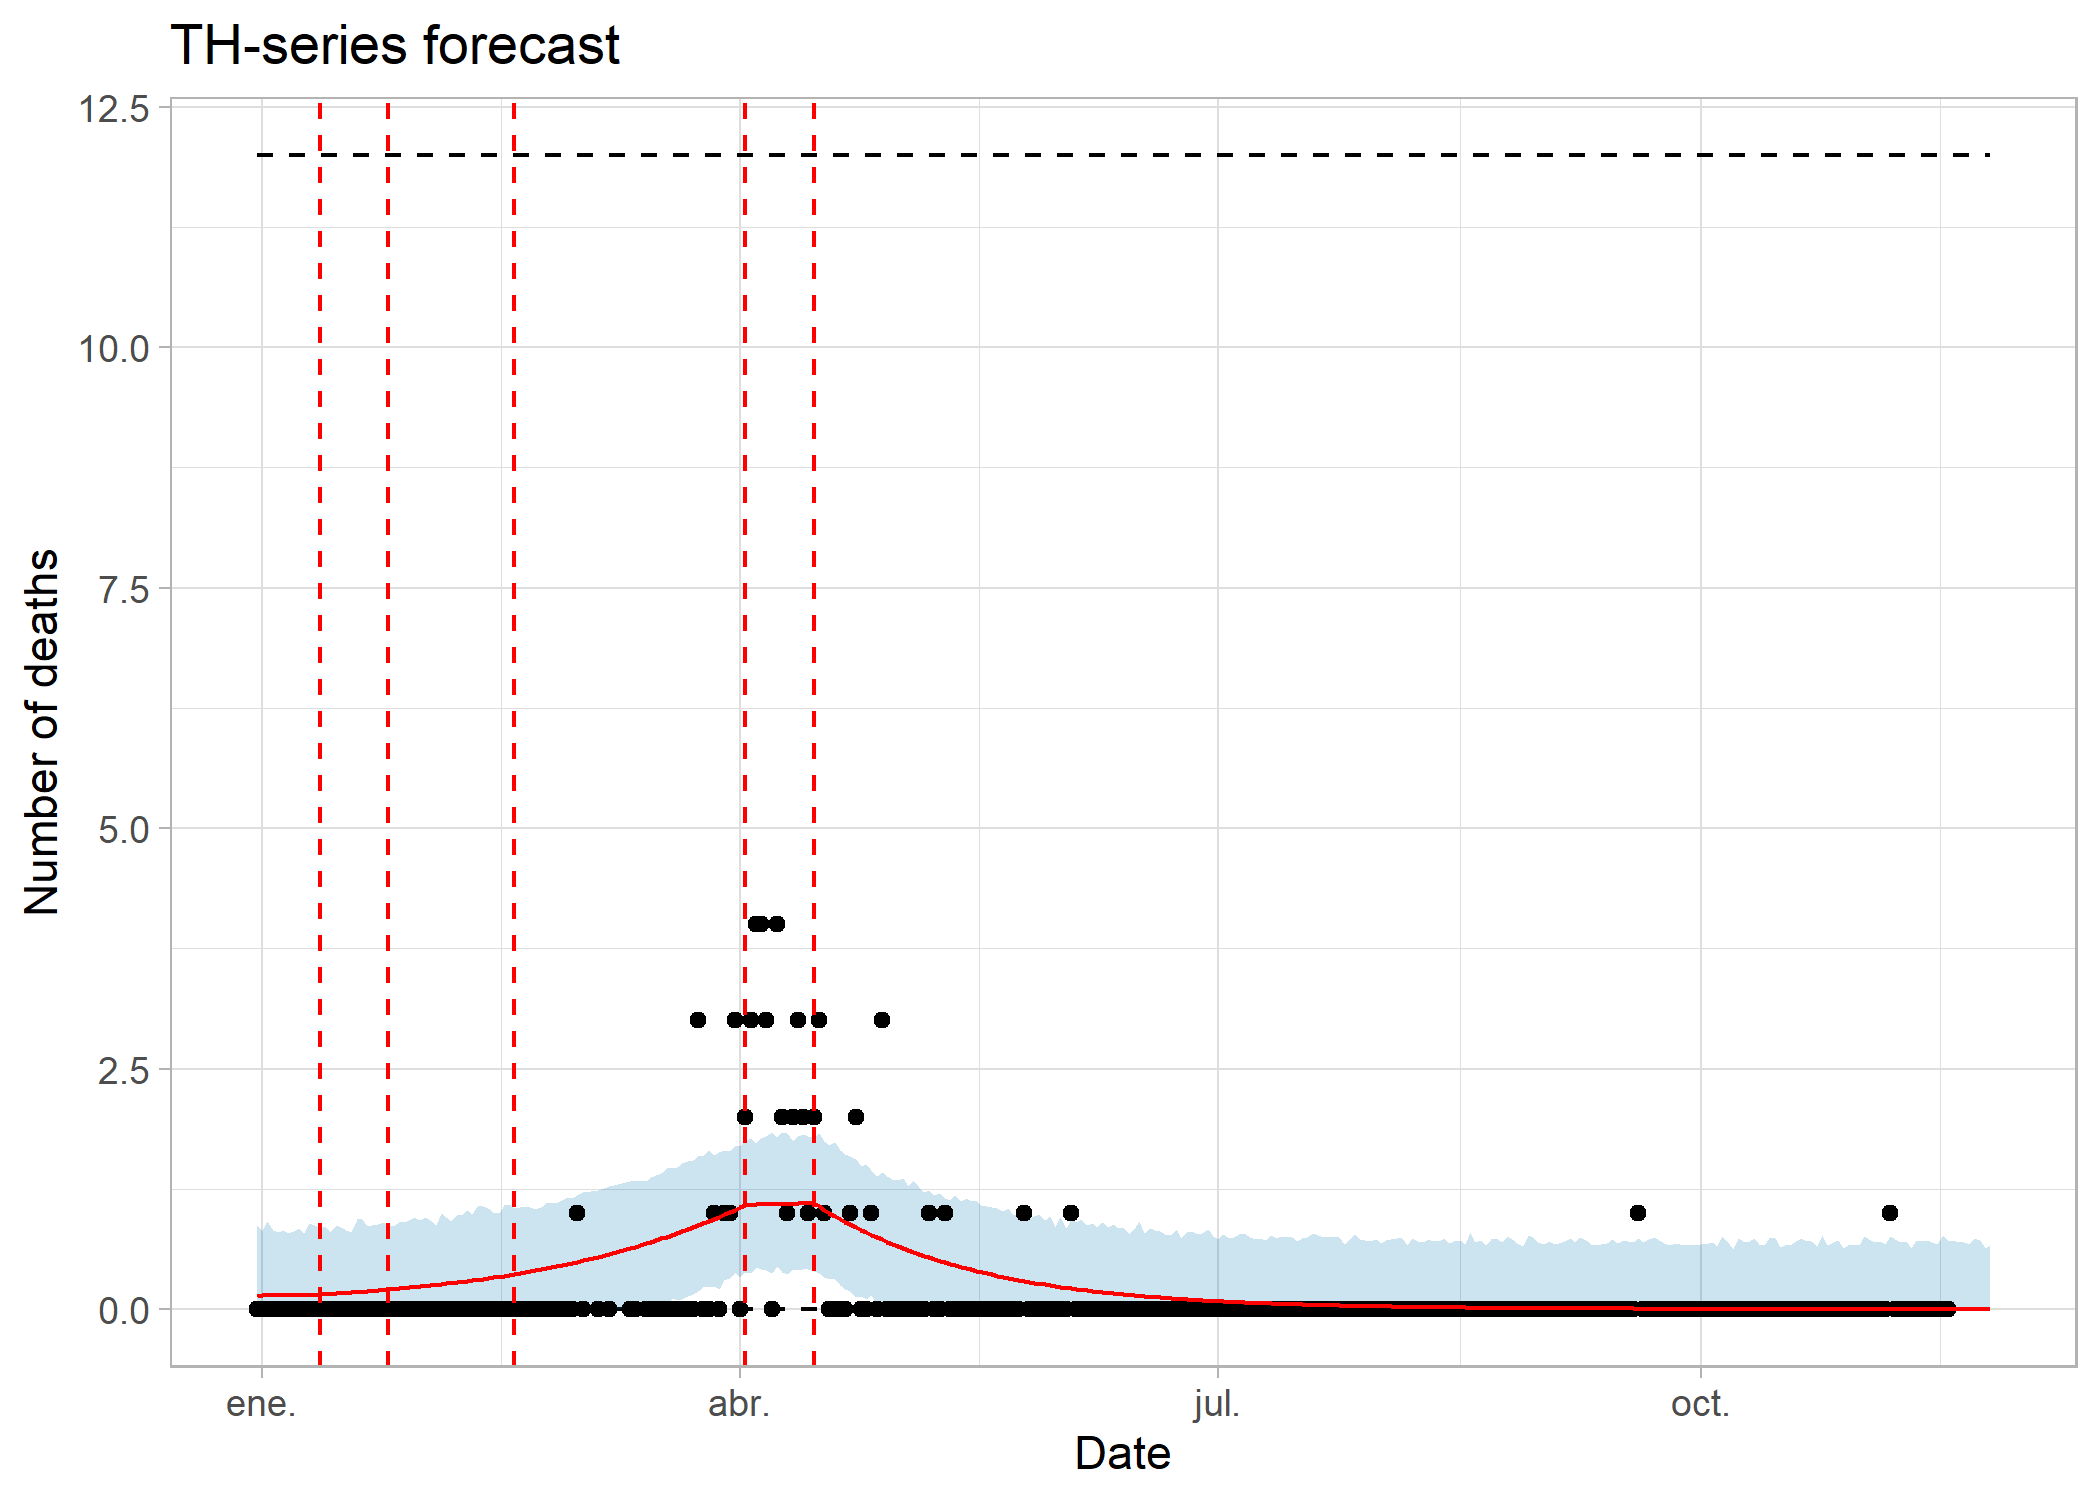 TH-series forecast
12.5
10.0
7.5
5.0
2.5
0.0
Number of deaths
ene.
abr.
jul.
oct.
Date